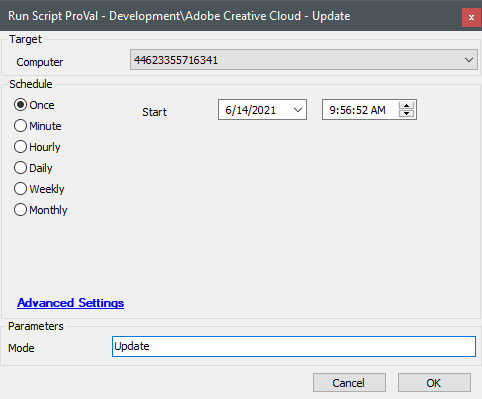 Run Script ProVal - Development\Adobe Creative Cloud - Update
x
Target
Computer 44623355716341
Schedule
Once Start 6/14/2021 9:56:52 AM
Minute
Hourly
Daily
Weekly
Monthly
Advanced Settings
Parameters
Mode Update
Cancel OK